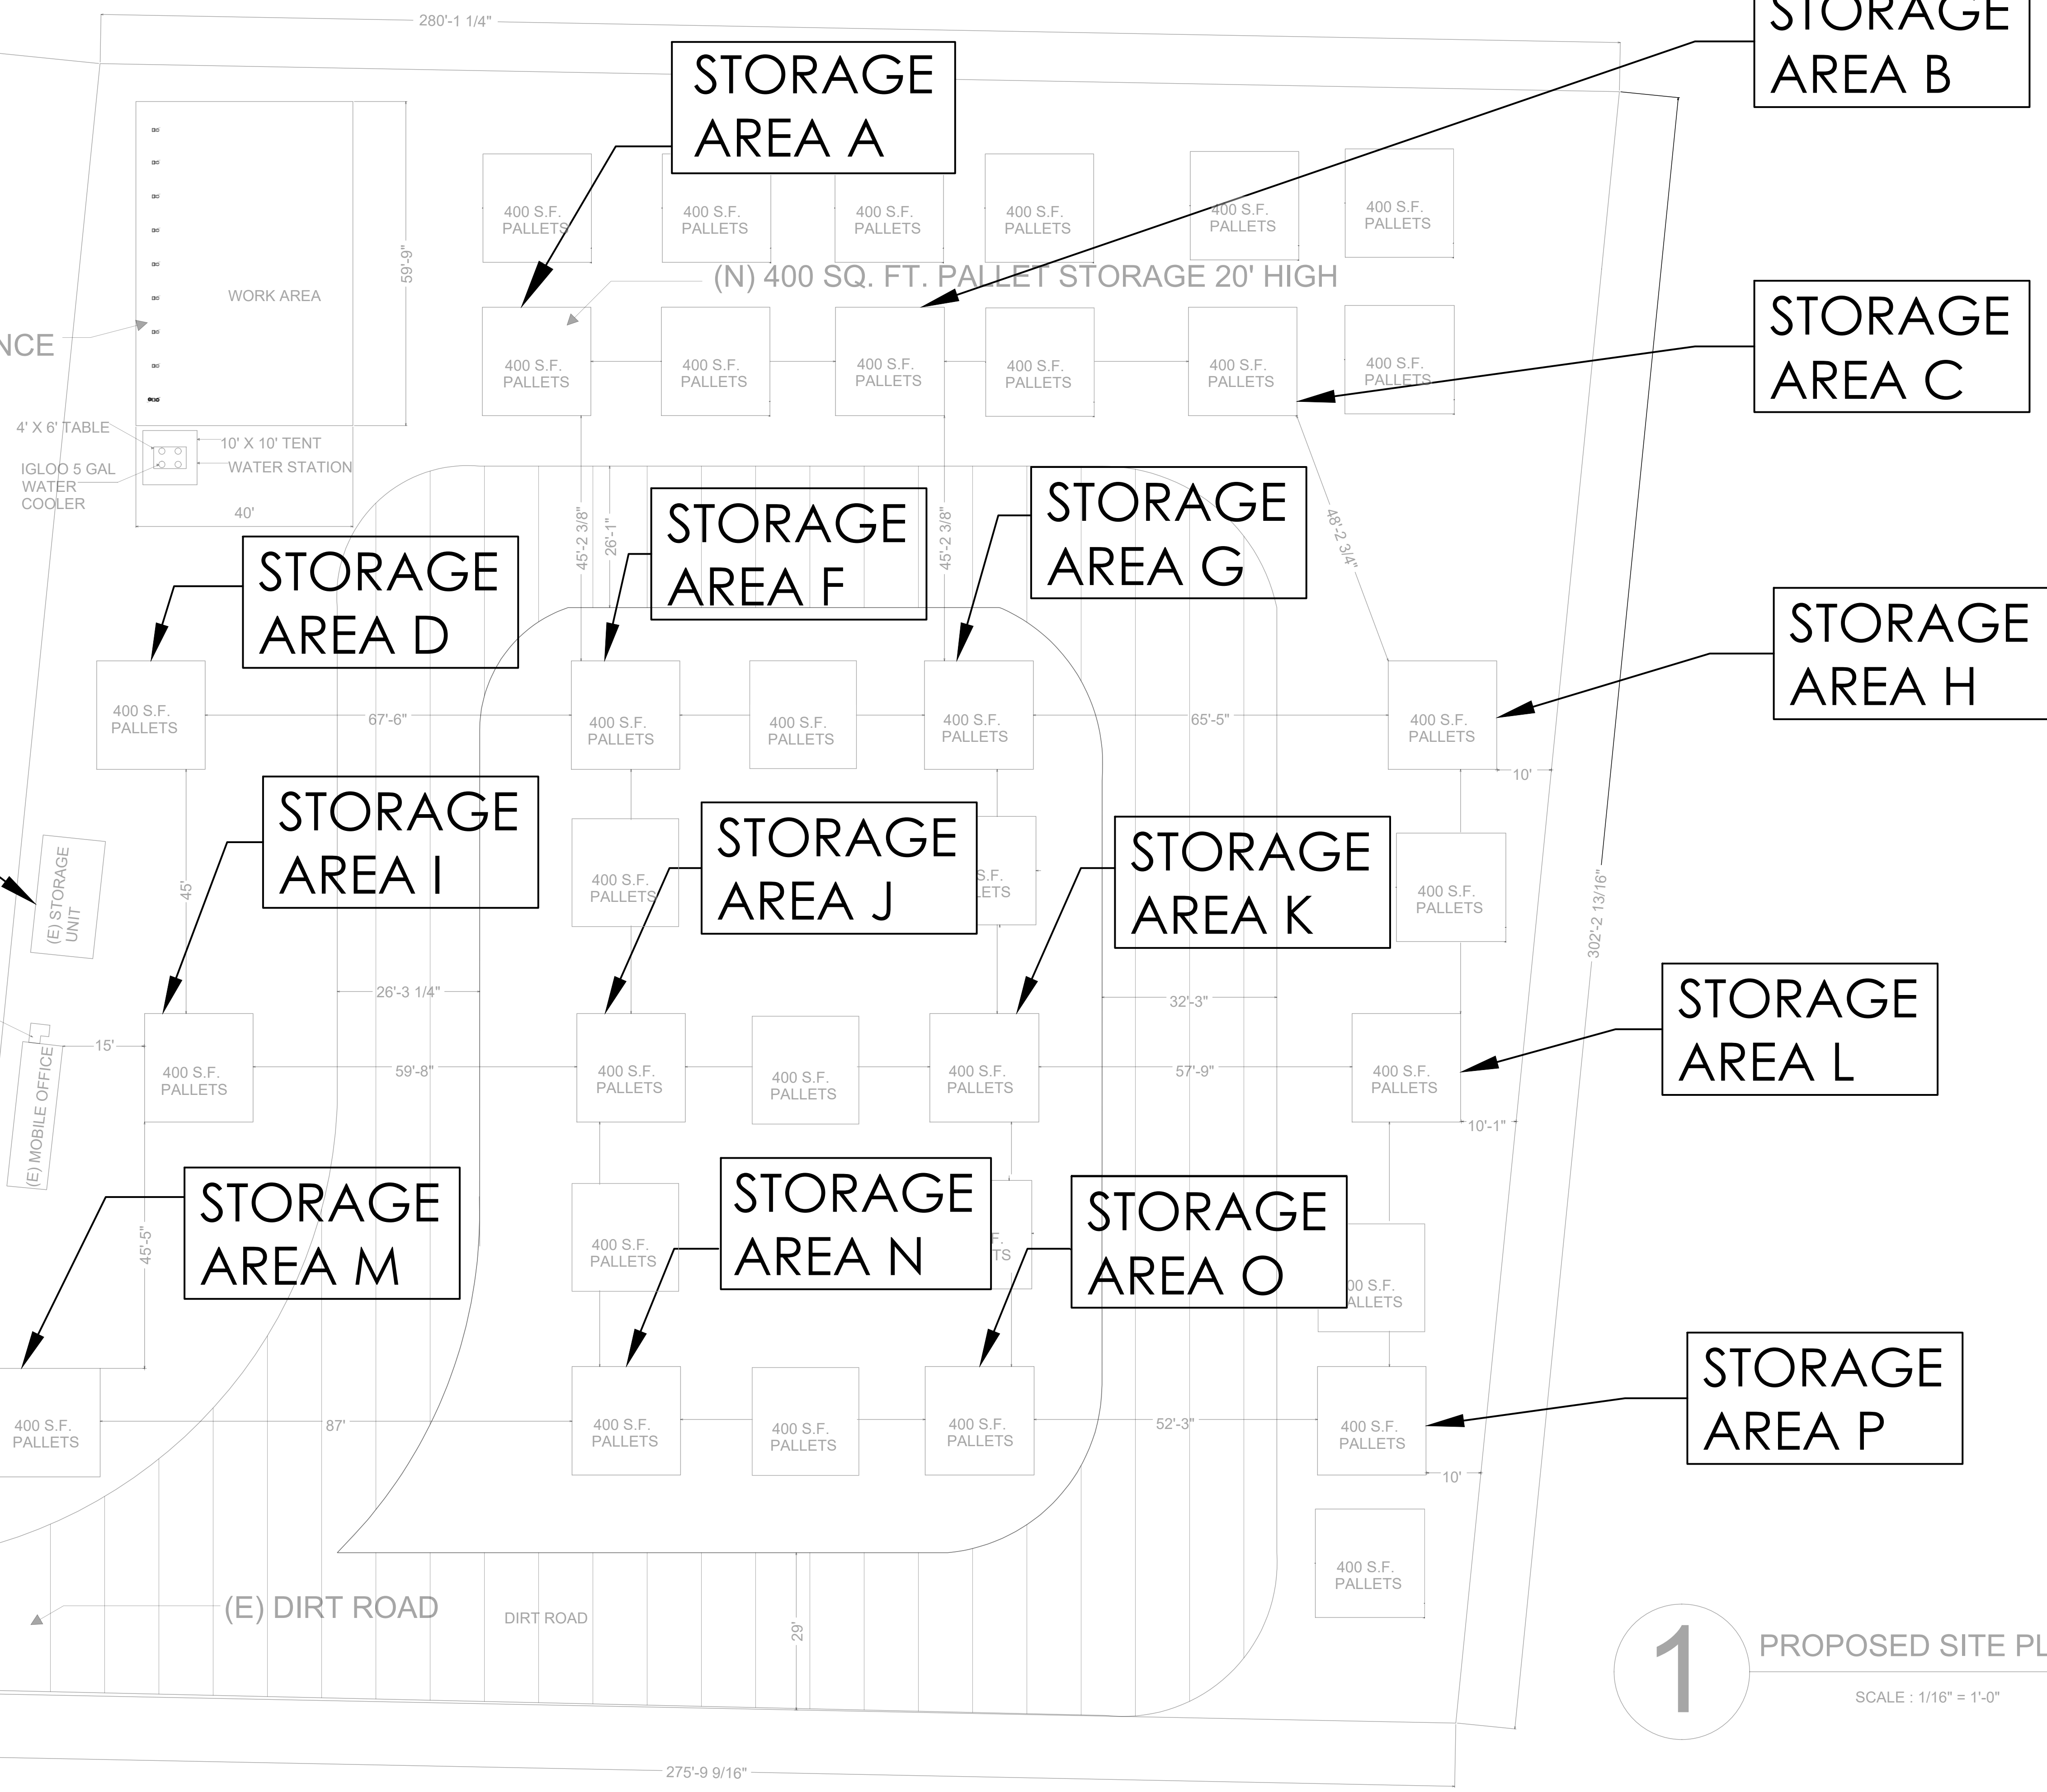 280'-1 1/4"
STORAGE
AREA A
STORAGE
AREA B
400 S.F.
PALLETS
400 S.F.
PALLETS
400 S.F.
PALLETS
400 S.F.
PALLETS
400 S.F.
PALLETS
400 S.F.
PALLETS
59'-9"
WORK AREA
(N) 400 SQ. FT. PALLET STORAGE 20' HIGH
STORAGE
AREA C
NCE
400 S.F.
PALLETS
400 S.F.
PALLETS
400 S.F.
PALLETS
400 S.F.
PALLETS
400 S.F.
PALLETS
400 S.F.
PALLETS
4' X 6' TABLE
10' X 10' TENT
WATER STATION
IGLOO 5 GAL
WATER
COOLER
40'
45'-2 3/8"
26'-1"
45'-2 3/8"
48'-2 3/4"
STORAGE
AREA D
STORAGE
AREA F
STORAGE
AREA G
STORAGE
AREA H
400 S.F.
PALLETS
67'-6"
400 S.F.
PALLETS
400 S.F.
PALLETS
400 S.F.
PALLETS
65'-5"
400 S.F.
PALLETS
10'
STORAGE
AREA I
STORAGE
AREA J
STORAGE
AREA K
(E) STORAGE
UNIT
45'
400 S.F.
PALLETS
S.F.
LETS
400 S.F.
PALLETS
302'-2 13/16"
26'-3 1/4"
32'-3"
STORAGE
AREA L
15'
(E) MOBILE OFFICE
400 S.F.
PALLETS
59'-8"
400 S.F.
PALLETS
400 S.F.
PALLETS
400 S.F.
PALLETS
57'-9"
400 S.F.
PALLETS
10'-1"
STORAGE
AREA M
STORAGE
AREA N
STORAGE
AREA O
45'-5"
400 S.F.
PALLETS
F.
TS
00 S.F.
ALLETS
STORAGE
AREA P
400 S.F.
PALLETS
87'
400 S.F.
PALLETS
400 S.F.
PALLETS
400 S.F.
PALLETS
52'-3"
400 S.F.
PALLETS
10'
400 S.F.
PALLETS
(E) DIRT ROAD
DIRT ROAD
29'
1
PROPOSED SITE PL
SCALE : 1/16" = 1'-0"
275'-9 9/16"